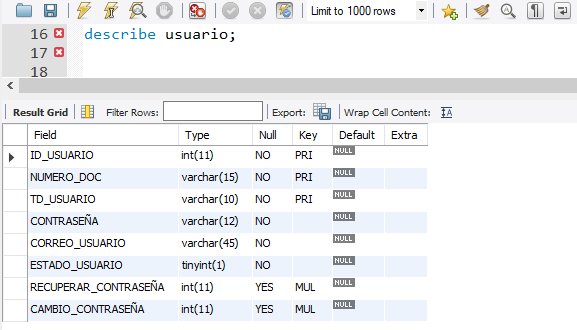 Limit to 1000 rows
16 describe usuario;
17
18
Result Grid Filter Rows: Export: Wrap Cell Content: IA
Field Type Null Key Default Extra
ID_USUARIO int(11) NO PRI NULL
NUMERO_DOC varchar(15) NO PRI NULL
TD_USUARIO varchar(10) NO PRI NULL
CONTRASEÑA varchar(12) NO NULL
CORREO_USUARIO varchar(45) NO NULL
ESTADO_USUARIO tinyint(1) NO NULL
RECUPERAR_CONTRASEÑA int(11) YES MUL NULL
CAMBIO_CONTRASEÑA int(11) YES MUL NULL